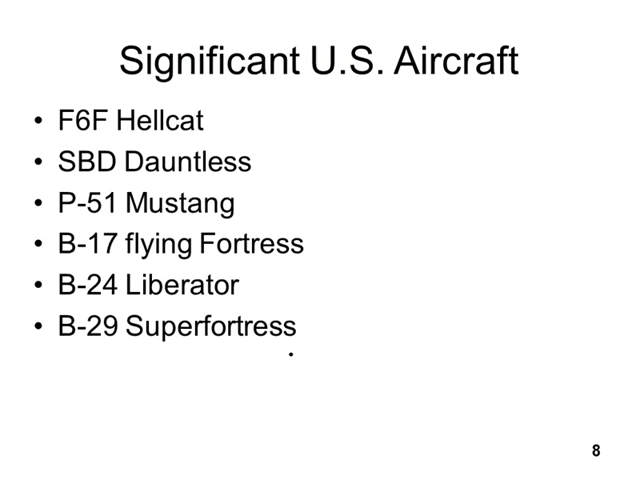 Significant U.S. Aircraft
• F6F Hellcat
• SBD Dauntless
• P-51 Mustang
• B-17 flying Fortress
• B-24 Liberator
• B-29 Superfortress
8